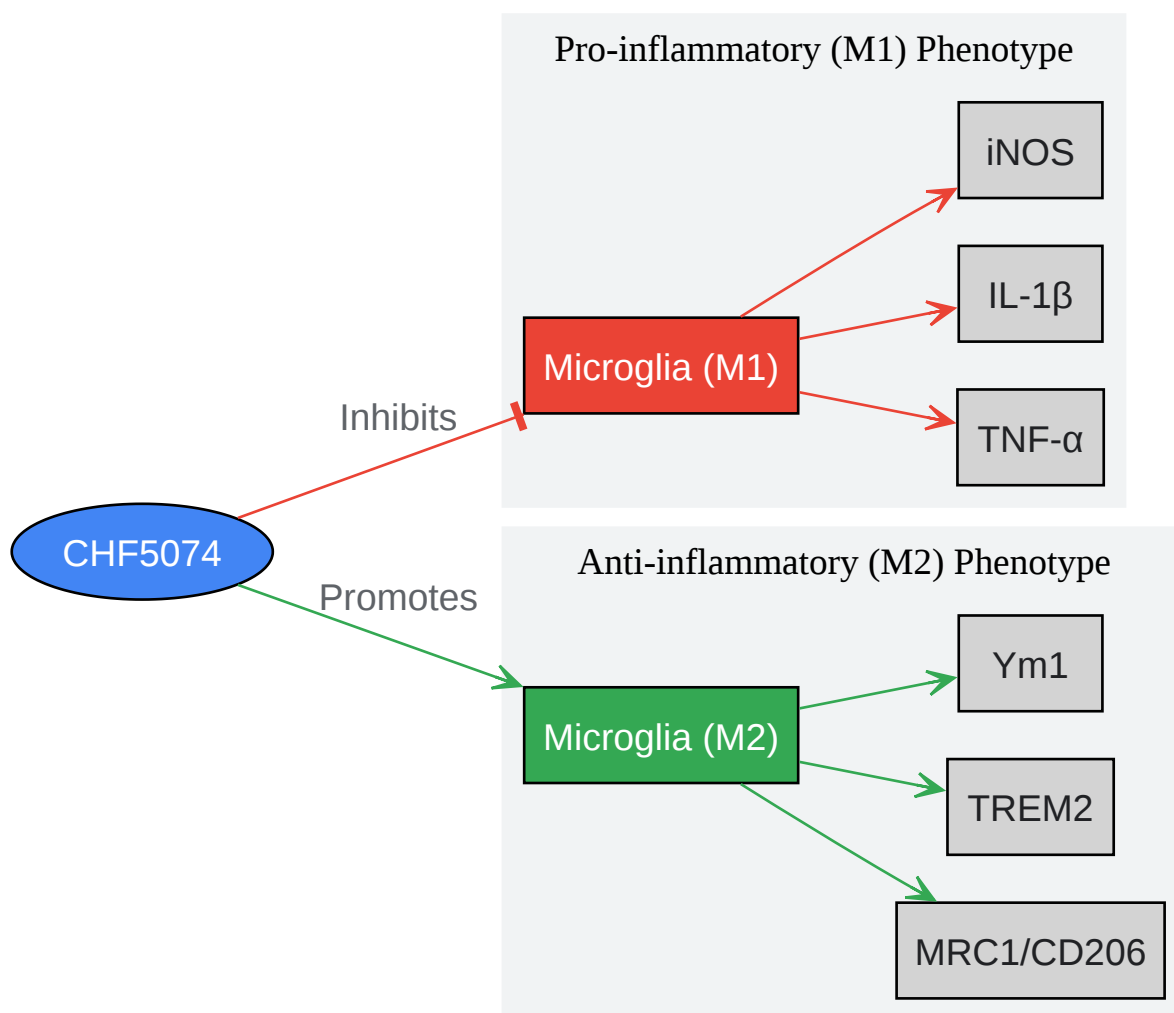 Pro-inflammatory (M1) Phenotype
iNOS
IL-1β
Microglia (M1)
TNF-α
Inhibits
CHF5074
Promotes
Anti-inflammatory (M2) Phenotype
Ym1
Microglia (M2)
TREM2
MRC1/CD206